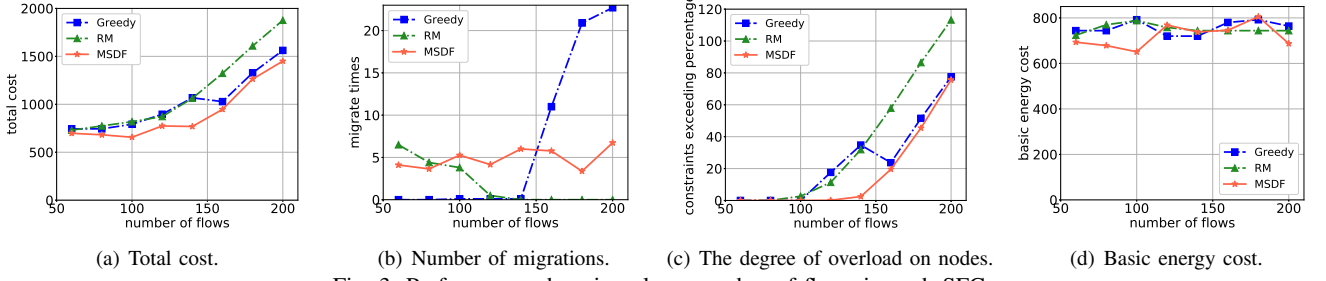 2000
1500
1000
500
0
total cost
Greedy
RM
MSDF
50 100 150 200
number of flows
(a) Total cost.
20
15
10
5
0
migrate times
Greedy
RM
MSDF
50 100 150 200
number of flows
(b) Number of migrations.
120
100
80
60
40
20
0
constraints exceeding percentage
Greedy
RM
MSDF
50 100 150 200
number of flows
(c) The degree of overload on nodes.
800
600
400
200
0
basic energy cost
Greedy
RM
MSDF
50 100 150 200
number of flows
(d) Basic energy cost.